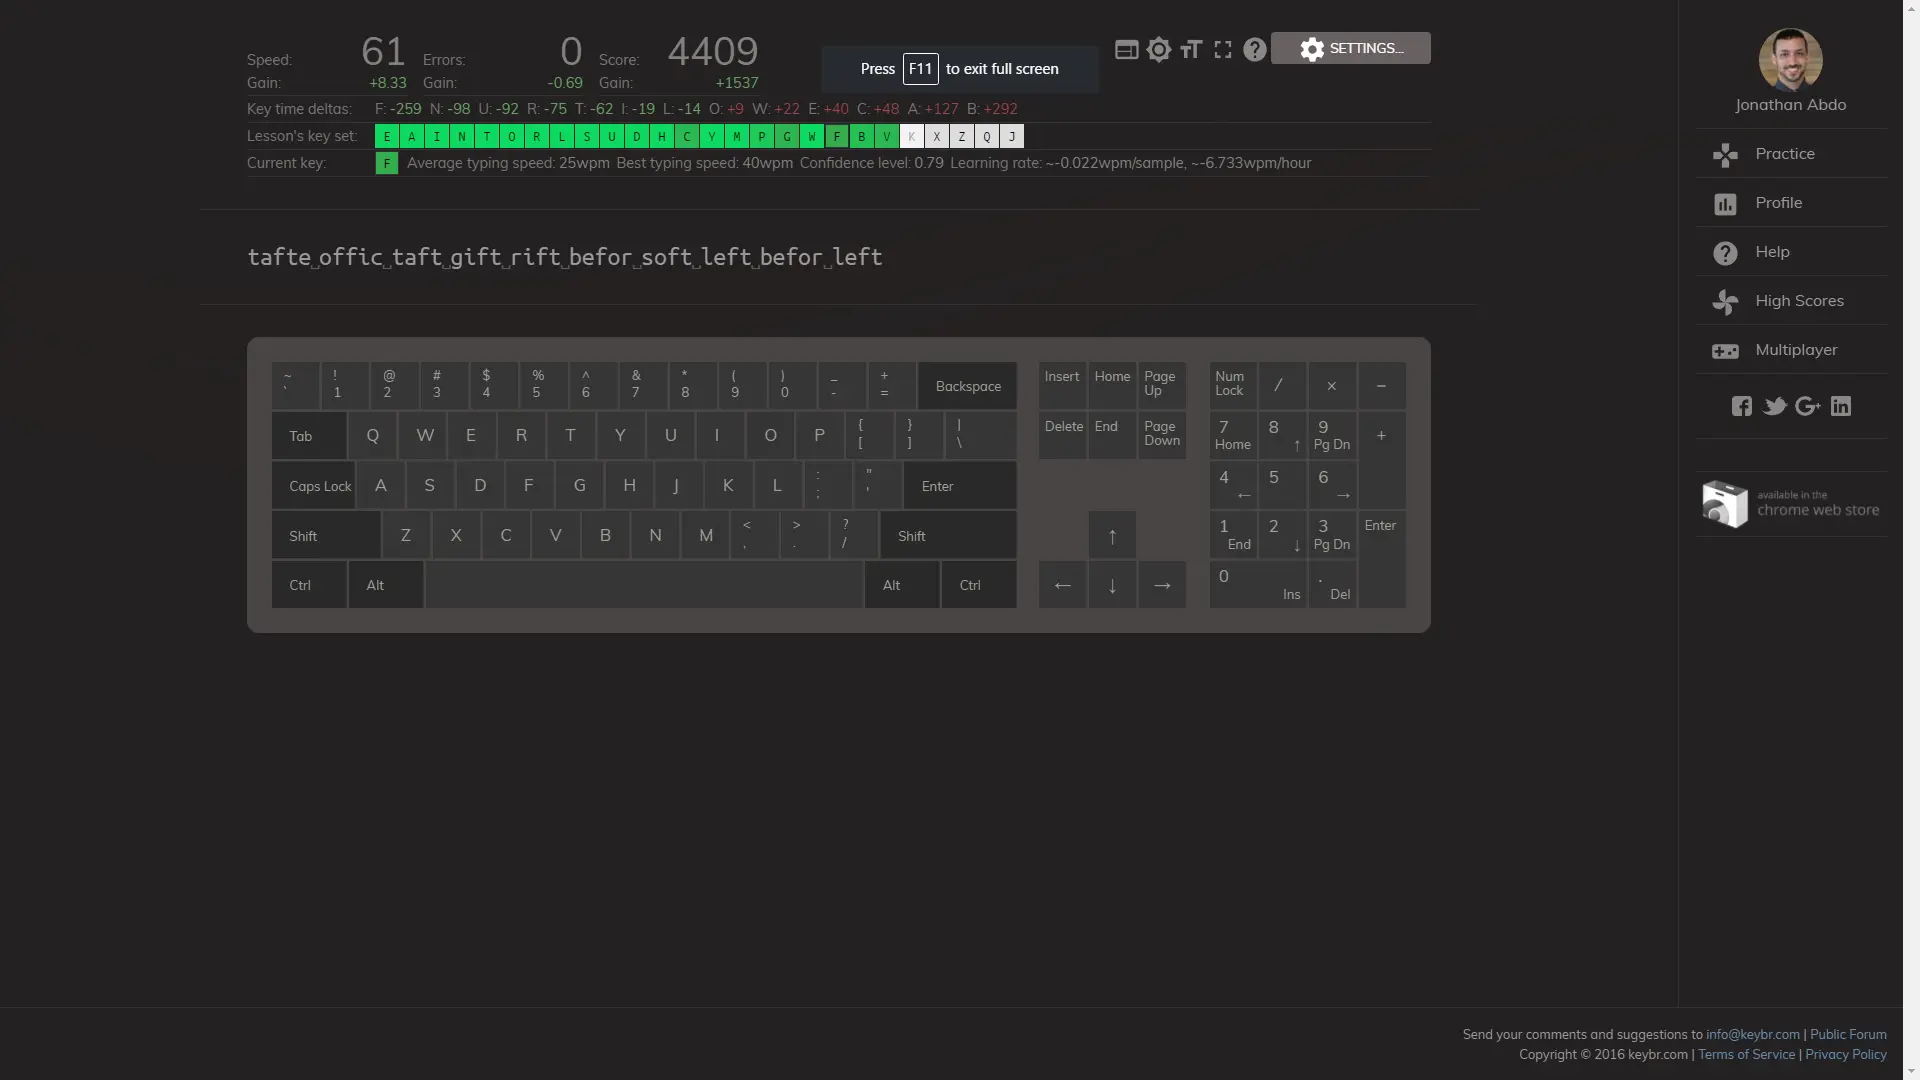 Speed: 61 Errors: 0 Score: 4409
Gain: +8.33 Gain: -0.69 Gain: +1537
Press F11 to exit full screen
SETTINGS...
Key time deltas: F: -259 N: -98 U: -92 R: -75 T: -62 I: -19 L: -14 O: +9 W: +22 E: +40 C: +48 A: +127 B: +292
Lesson's key set: E A I N T O R L S U D H C Y M P G W F B V K X Z Q J
Current key: F Average typing speed: 25wpm Best typing speed: 40wpm Confidence level: 0.79 Learning rate: ~-0.022wpm/sample, ~-6.733wpm/hour
tafte␣offic␣taft␣gift␣rift␣befor␣soft␣left␣befor␣left
~ ! @ # $ % ^ & * ( ) _ +
` 1 2 3 4 5 6 7 8 9 0 - = Backspace
Tab Q W E R T Y U I O P { [ } ] | \
Caps Lock A S D F G H J K L : ; " ' Enter
Shift Z X C V B N M < , > . ? / Shift
Ctrl Alt Alt Ctrl
Insert Home Page Up
Delete End Page Down
↑
← ↓ →
Num Lock / × −
7 Home 8 ↑ 9 Pg Dn +
4 ← 5 6 →
1 End 2 ↓ 3 Pg Dn Enter
0 Ins . Del
Jonathan Abdo
Practice
Profile
Help
High Scores
Multiplayer
available in the
chrome web store
Send your comments and suggestions to info@keybr.com | Public Forum
Copyright © 2016 keybr.com | Terms of Service | Privacy Policy